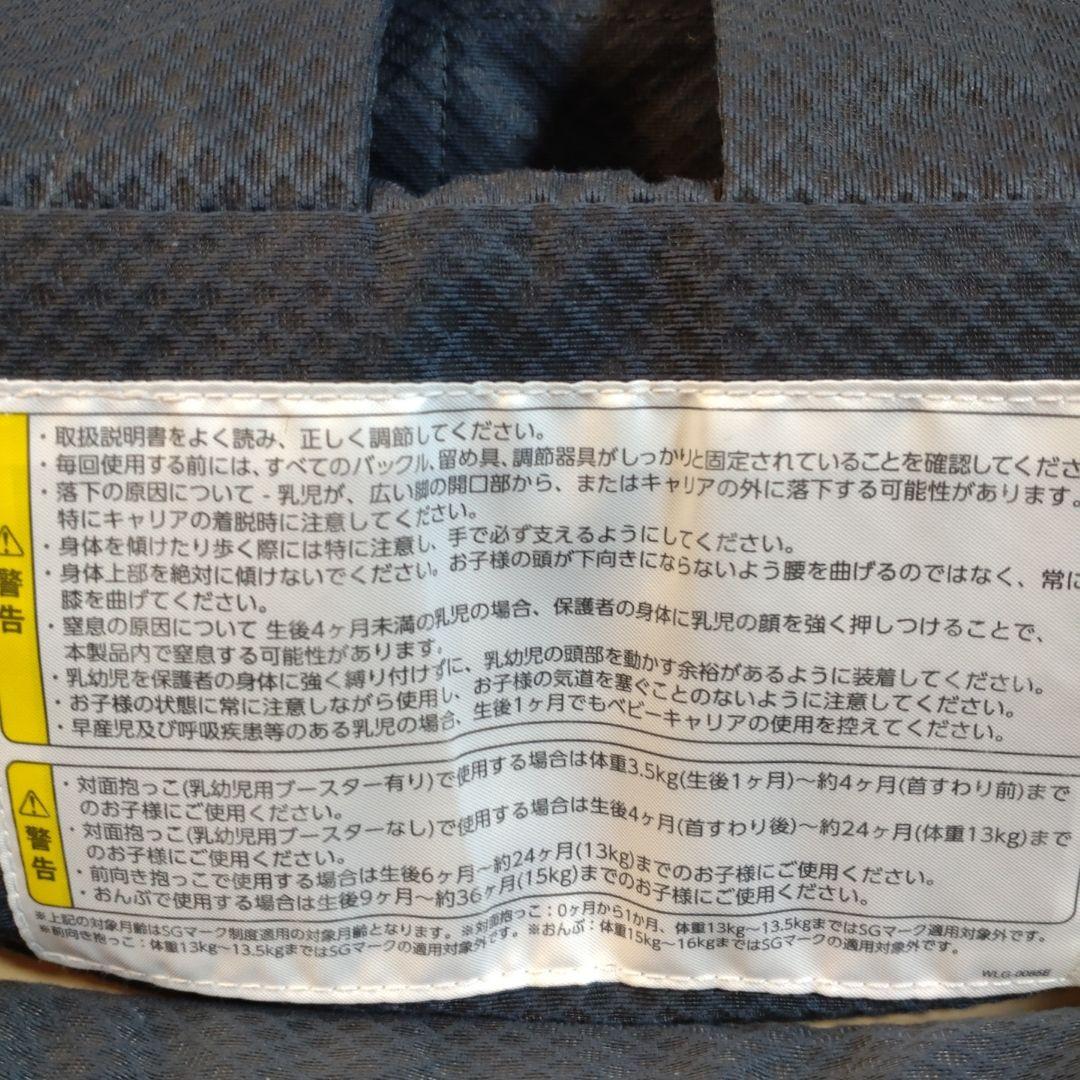 警告
・取扱説明書をよく読み、正しく調節してください。
・毎回使用する前には、すべてのバックル、留め具、調節器具がしっかりと固定されていることを確認してくださ
・落下の原因について - 乳児が、広い脚の開口部から、またはキャリアの外に落下する可能性があります。
特にキャリアの着脱時に注意してください。
・身体を傾けたり歩く際には特に注意し、手で必ず支えるようにしてください。
・身体上部を絶対に傾けないでください。お子様の頭が下向きにならないよう腰を曲げるのではなく、常に
膝を曲げてください。
・窒息の原因について 生後4ヶ月未満の乳児の場合、保護者の身体に乳児の顔を強く押しつけることで、
本製品内で窒息する可能性があります。
・乳幼児を保護者の身体に強く縛り付けずに、乳幼児の頭部を動かす余裕があるように装着してください。
・お子様の状態に常に注意しながら使用し、お子様の気道を塞ぐことのないように注意してください。
・早産児及び呼吸疾患等のある乳児の場合、生後1ヶ月でもベビーキャリアの使用を控えてください。
警告
・対面抱っこ(乳幼児用ブースター有り)で使用する場合は体重3.5kg(生後1ヶ月)～約4ヶ月(首すわり前)まで
のお子様にご使用ください。
・対面抱っこ(乳幼児用ブースターなし)で使用する場合は生後4ヶ月(首すわり後)～約24ヶ月(体重13kg)まで
のお子様にご使用ください。
・前向き抱っこで使用する場合は生後6ヶ月～約24ヶ月(13kg)までのお子様にご使用ください。
・おんぶで使用する場合は生後9ヶ月～約36ヶ月(15kg)までのお子様にご使用ください。
※上記の対象月齢はSGマーク制度適用の対象月齢となります。※対面抱っこ：0ヶ月から1か月、体重13kg～13.5kgまではSGマークの適用対象外です。
※前向き抱っこ：体重13kg～13.5kgまではSGマークの適用対象外です。※おんぶ：体重15kg～16kgまではSGマークの適用対象外です。
WLG-0085E